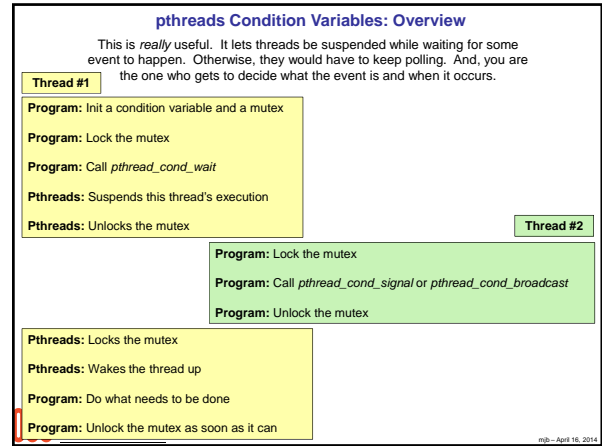 pthreads Condition Variables: Overview
This is really useful. It lets threads be suspended while waiting for some
event to happen. Otherwise, they would have to keep polling. And, you are
the one who gets to decide what the event is and when it occurs.
Thread #1
Program: Init a condition variable and a mutex
Program: Lock the mutex
Program: Call pthread_cond_wait
Pthreads: Suspends this thread's execution
Pthreads: Unlocks the mutex
Thread #2
Program: Lock the mutex
Program: Call pthread_cond_signal or pthread_cond_broadcast
Program: Unlock the mutex
Pthreads: Locks the mutex
Pthreads: Wakes the thread up
Program: Do what needs to be done
Program: Unlock the mutex as soon as it can
mjb – April 16, 2014